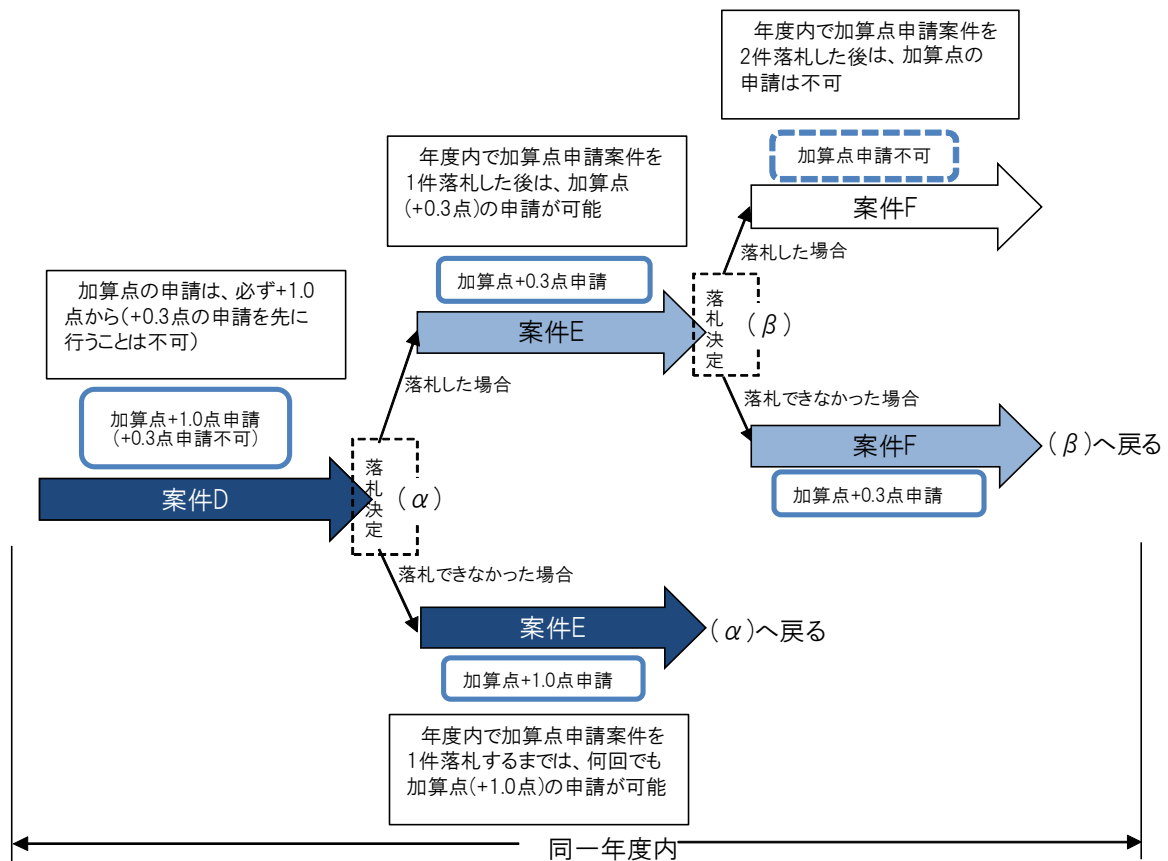 年度内で加算点申請案件を
2件落札した後は、加算点の
申請は不可
加算点申請不可
案件F
年度内で加算点申請案件を
1件落札した後は、加算点
(+0.3点)の申請が可能
加算点+0.3点申請
案件E
落札した場合
落札決定
(β)
落札できなかった場合
案件F
(β)へ戻る
加算点+0.3点申請
加算点の申請は、必ず+1.0
点から(+0.3点の申請を先に
行うことは不可)
加算点+1.0点申請
(+0.3点申請不可)
案件D
落札決定
(α)
落札した場合
落札できなかった場合
案件E
(α)へ戻る
加算点+1.0点申請
年度内で加算点申請案件を
1件落札するまでは、何回でも
加算点(+1.0点)の申請が可能
同一年度内